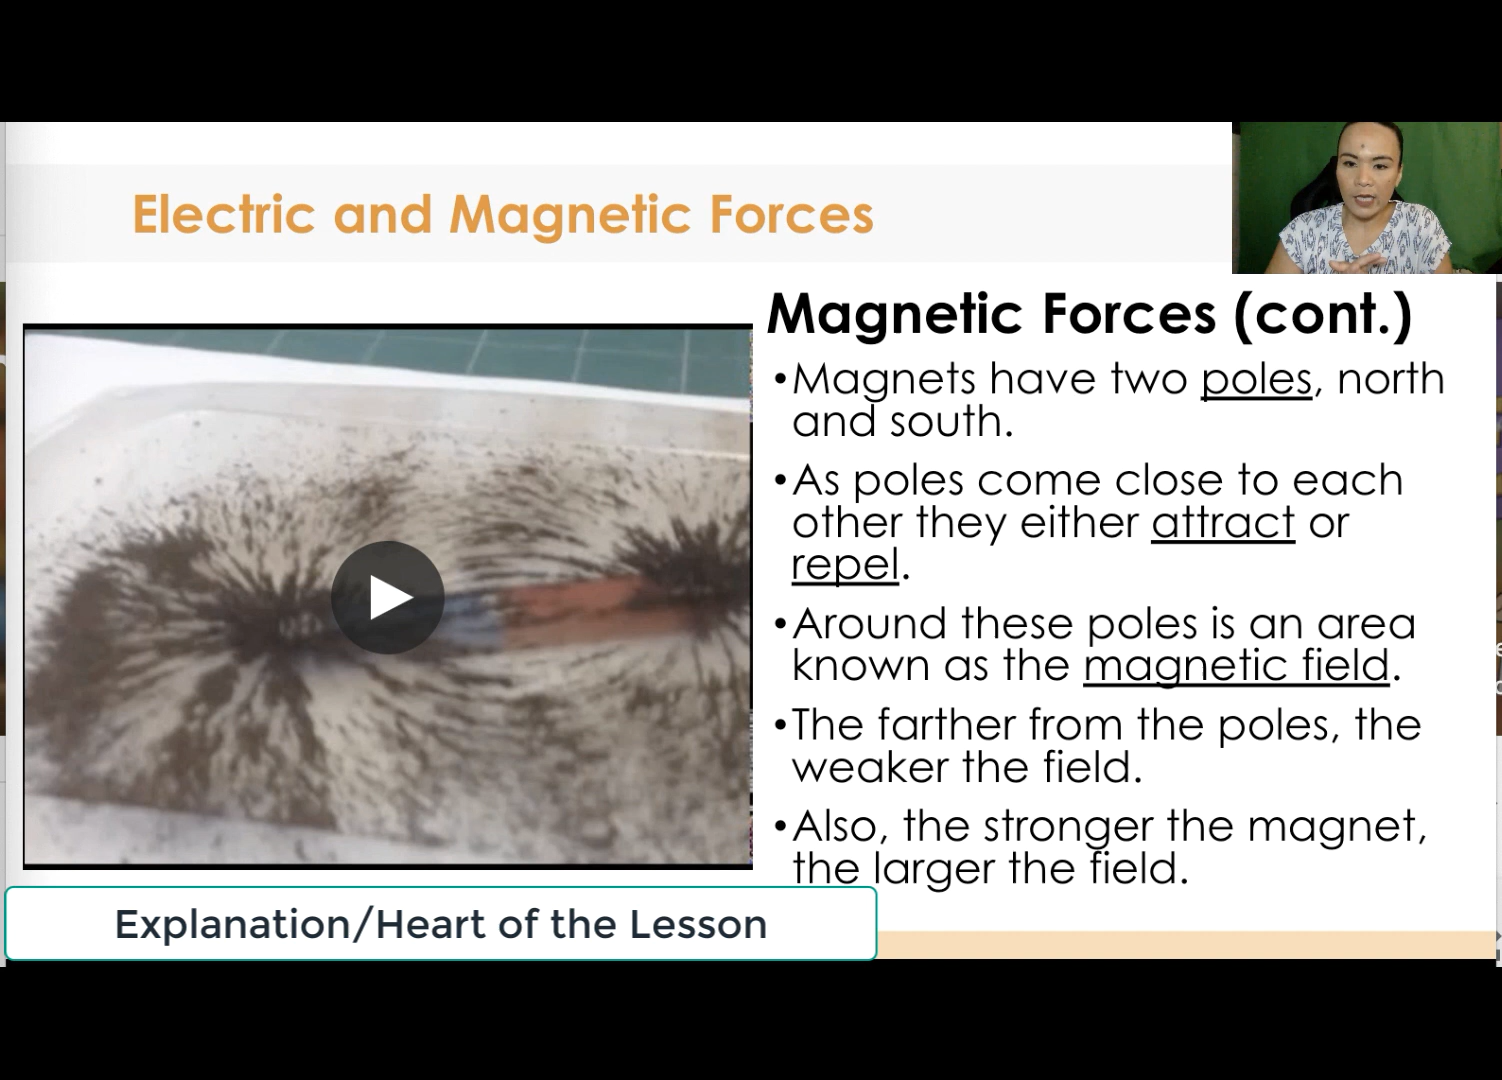 Electric and Magnetic Forces
Magnetic Forces (cont.)
•Magnets have two poles, north
and south.
•As poles come close to each
other they either attract or
repel.
•Around these poles is an area
known as the magnetic field.
•The farther from the poles, the
weaker the field.
•Also, the stronger the magnet,
the larger the field.
Explanation/Heart of the Lesson